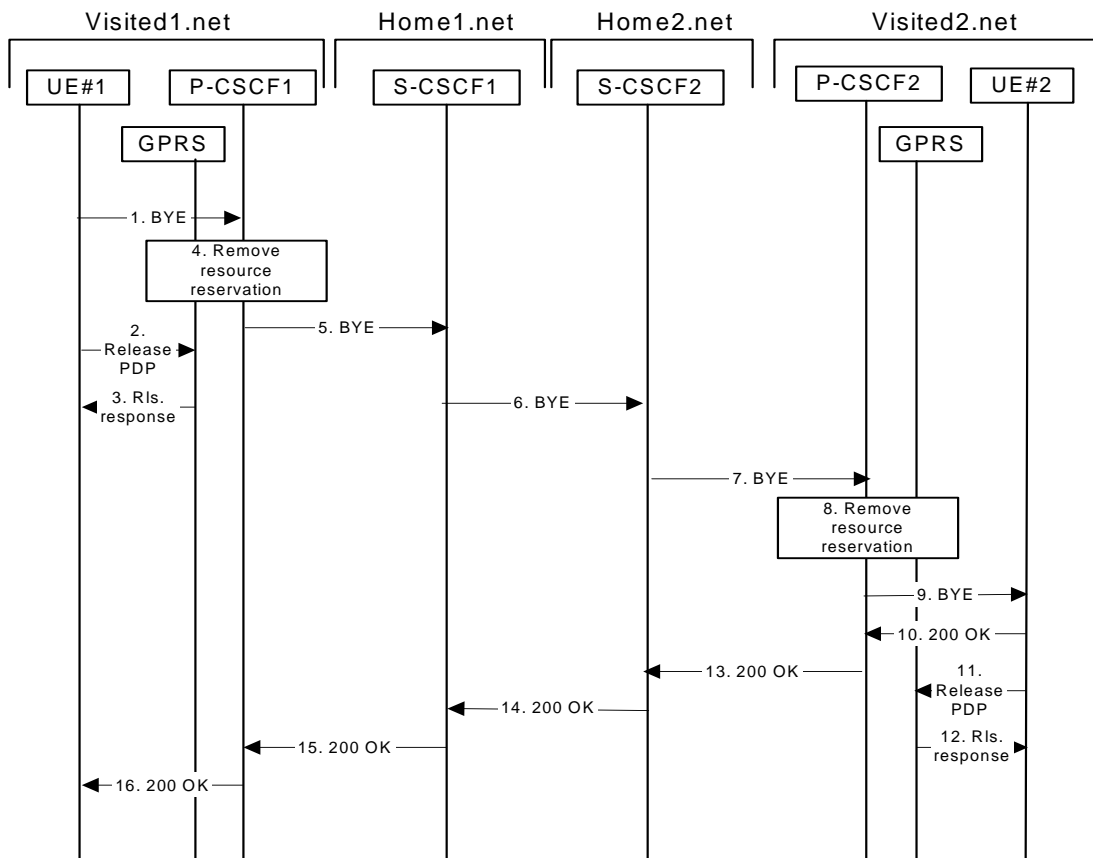 Visited1.net
Home1.net
Home2.net
Visited2.net
UE#1
P-CSCF1
S-CSCF1
S-CSCF2
P-CSCF2
UE#2
GPRS
GPRS
1. BYE
4. Remove
resource
reservation
5. BYE
2.
Release
PDP
3. Rls.
response
6. BYE
7. BYE
8. Remove
resource
reservation
9. BYE
10. 200 OK
13. 200 OK
11.
Release
PDP
14. 200 OK
12. Rls.
response
15. 200 OK
16. 200 OK